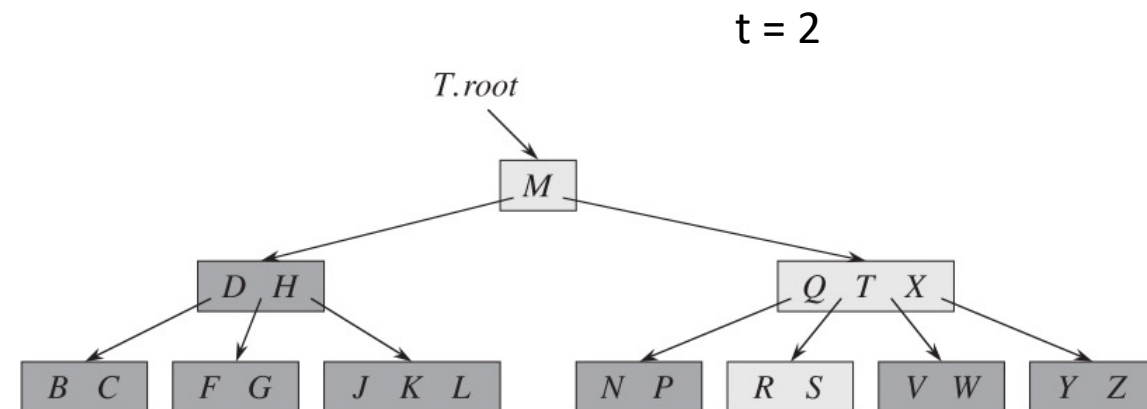 t = 2
T.root
M
D H
Q T X
B C
F G
J K L
N P
R S
V W
Y Z